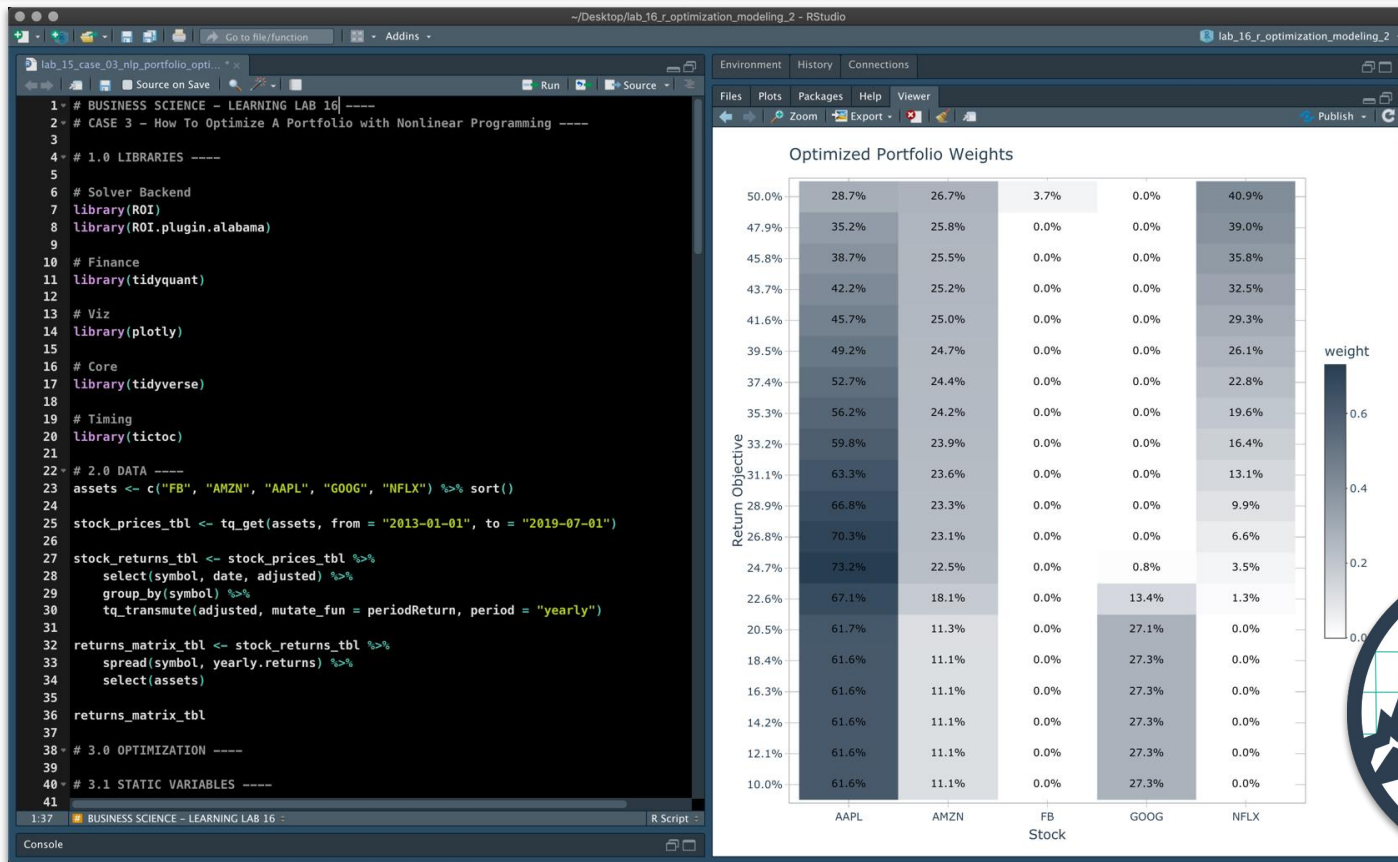 ~/Desktop/lab_16_r_optimization_modeling_2 - RStudio
Go to file/function
Addins
lab_16_r_optimization_modeling_2
lab_15_case_03_nlp_portfolio_opti... *
Source on Save
Run
Source
1 # BUSINESS SCIENCE – LEARNING LAB 16 ----
2 # CASE 3 – How To Optimize A Portfolio with Nonlinear Programming ----
3
4 # 1.0 LIBRARIES ----
5
6 # Solver Backend
7 library(ROI)
8 library(ROI.plugin.alabama)
9
10 # Finance
11 library(tidyquant)
12
13 # Viz
14 library(plotly)
15
16 # Core
17 library(tidyverse)
18
19 # Timing
20 library(tictoc)
21
22 # 2.0 DATA ----
23 assets <- c("FB", "AMZN", "AAPL", "GOOG", "NFLX") %>% sort()
24
25 stock_prices_tbl <- tq_get(assets, from = "2013-01-01", to = "2019-07-01")
26
27 stock_returns_tbl <- stock_prices_tbl %>%
28     select(symbol, date, adjusted) %>%
29     group_by(symbol) %>%
30     tq_transmute(adjusted, mutate_fun = periodReturn, period = "yearly")
31
32 returns_matrix_tbl <- stock_returns_tbl %>%
33     spread(symbol, yearly.returns) %>%
34     select(assets)
35
36 returns_matrix_tbl
37
38 # 3.0 OPTIMIZATION ----
39
40 # 3.1 STATIC VARIABLES ----
41
1:37 # BUSINESS SCIENCE – LEARNING LAB 16
R Script
Console
Environment History Connections
Files Plots Packages Help Viewer
Zoom Export Publish
Optimized Portfolio Weights
50.0% 28.7% 26.7% 3.7% 0.0% 40.9%
47.9% 35.2% 25.8% 0.0% 0.0% 39.0%
45.8% 38.7% 25.5% 0.0% 0.0% 35.8%
43.7% 42.2% 25.2% 0.0% 0.0% 32.5%
41.6% 45.7% 25.0% 0.0% 0.0% 29.3%
39.5% 49.2% 24.7% 0.0% 0.0% 26.1%
37.4% 52.7% 24.4% 0.0% 0.0% 22.8%
35.3% 56.2% 24.2% 0.0% 0.0% 19.6%
33.2% 59.8% 23.9% 0.0% 0.0% 16.4%
31.1% 63.3% 23.6% 0.0% 0.0% 13.1%
28.9% 66.8% 23.3% 0.0% 0.0% 9.9%
26.8% 70.3% 23.1% 0.0% 0.0% 6.6%
24.7% 73.2% 22.5% 0.0% 0.8% 3.5%
22.6% 67.1% 18.1% 0.0% 13.4% 1.3%
20.5% 61.7% 11.3% 0.0% 27.1% 0.0%
18.4% 61.6% 11.1% 0.0% 27.3% 0.0%
16.3% 61.6% 11.1% 0.0% 27.3% 0.0%
14.2% 61.6% 11.1% 0.0% 27.3% 0.0%
12.1% 61.6% 11.1% 0.0% 27.3% 0.0%
10.0% 61.6% 11.1% 0.0% 27.3% 0.0%
Return Objective
AAPL AMZN FB GOOG NFLX
Stock
weight
0.6
0.4
0.2
0.0